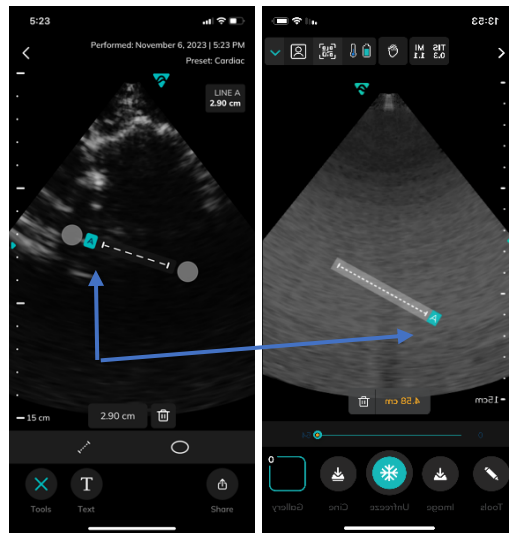 5:23
Performed: November 6, 2023 | 5:23 PM
Preset: Cardiac
LINE A
2.90 cm
A
15 cm
2.90 cm
T
Tools
Text
Share
13:53
MI
1.1
TIS
0.3
A
4.58 cm
15cm
54
0
0
Gallery
Cine
Unfreeze
Image
Tools